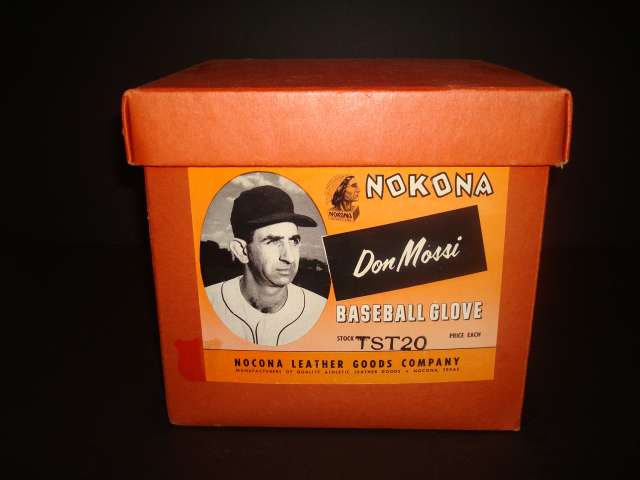 NOKONA
NOKONA
Don Mossi
BASEBALL GLOVE
STOCK TST20 PRICE EACH
NOCONA LEATHER GOODS COMPANY
MANUFACTURERS OF QUALITY ATHLETIC LEATHER GOODS • NOCONA, TEXAS